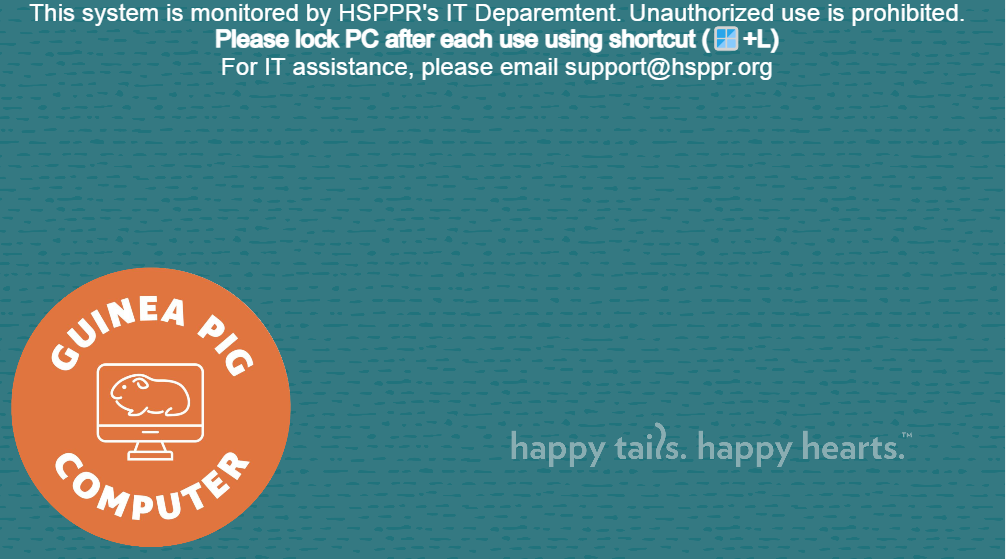 This system is monitored by HSPPR's IT Deparemtent. Unauthorized use is prohibited.
Please lock PC after each use using shortcut (🪟+L)
For IT assistance, please email support@hsppr.org
GUINEA PIG
COMPUTER
happy tails. happy hearts.™